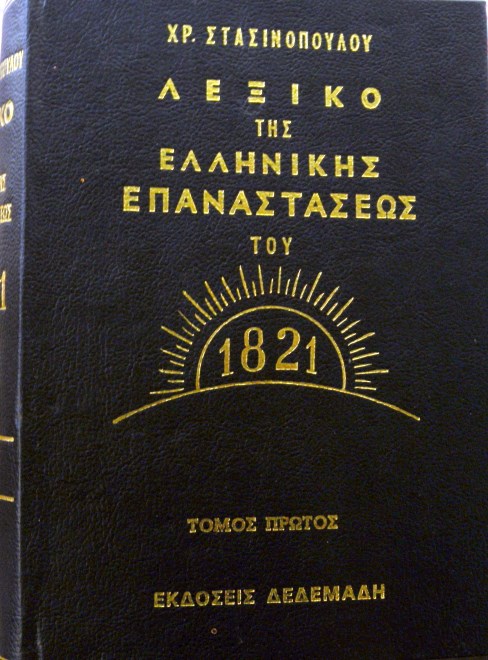 ΧΡ. ΣΤΑΣΙΝΟΠΟΥΛΟΥ
ΛΕΞΙΚΟ
ΤΗΣ
ΕΛΛΗΝΙΚΗΣ
ΕΠΑΝΑΣΤΑΣΕΩΣ
ΤΟΥ
1821
ΤΟΜΟΣ ΠΡΩΤΟΣ
ΕΚΔΟΣΕΙΣ ΔΕΔΕΜΑΔΗ